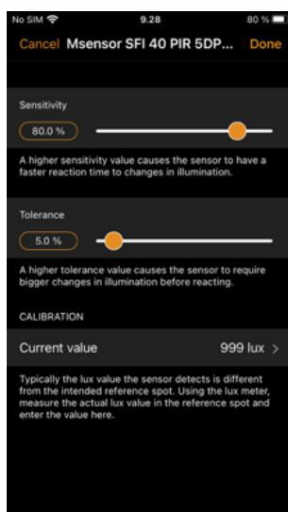 No SIM 9.28 80 %
Cancel Msensor SFI 40 PIR 5DP... Done
Sensitivity
80.0 %
A higher sensitivity value causes the sensor to have a
faster reaction time to changes in illumination.
Tolerance
5.0 %
A higher tolerance value causes the sensor to require
bigger changes in illumination before reacting.
CALIBRATION
Current value 999 lux >
Typically the lux value the sensor detects is different
from the intended reference spot. Using the lux meter,
measure the actual lux value in the reference spot and
enter the value here.